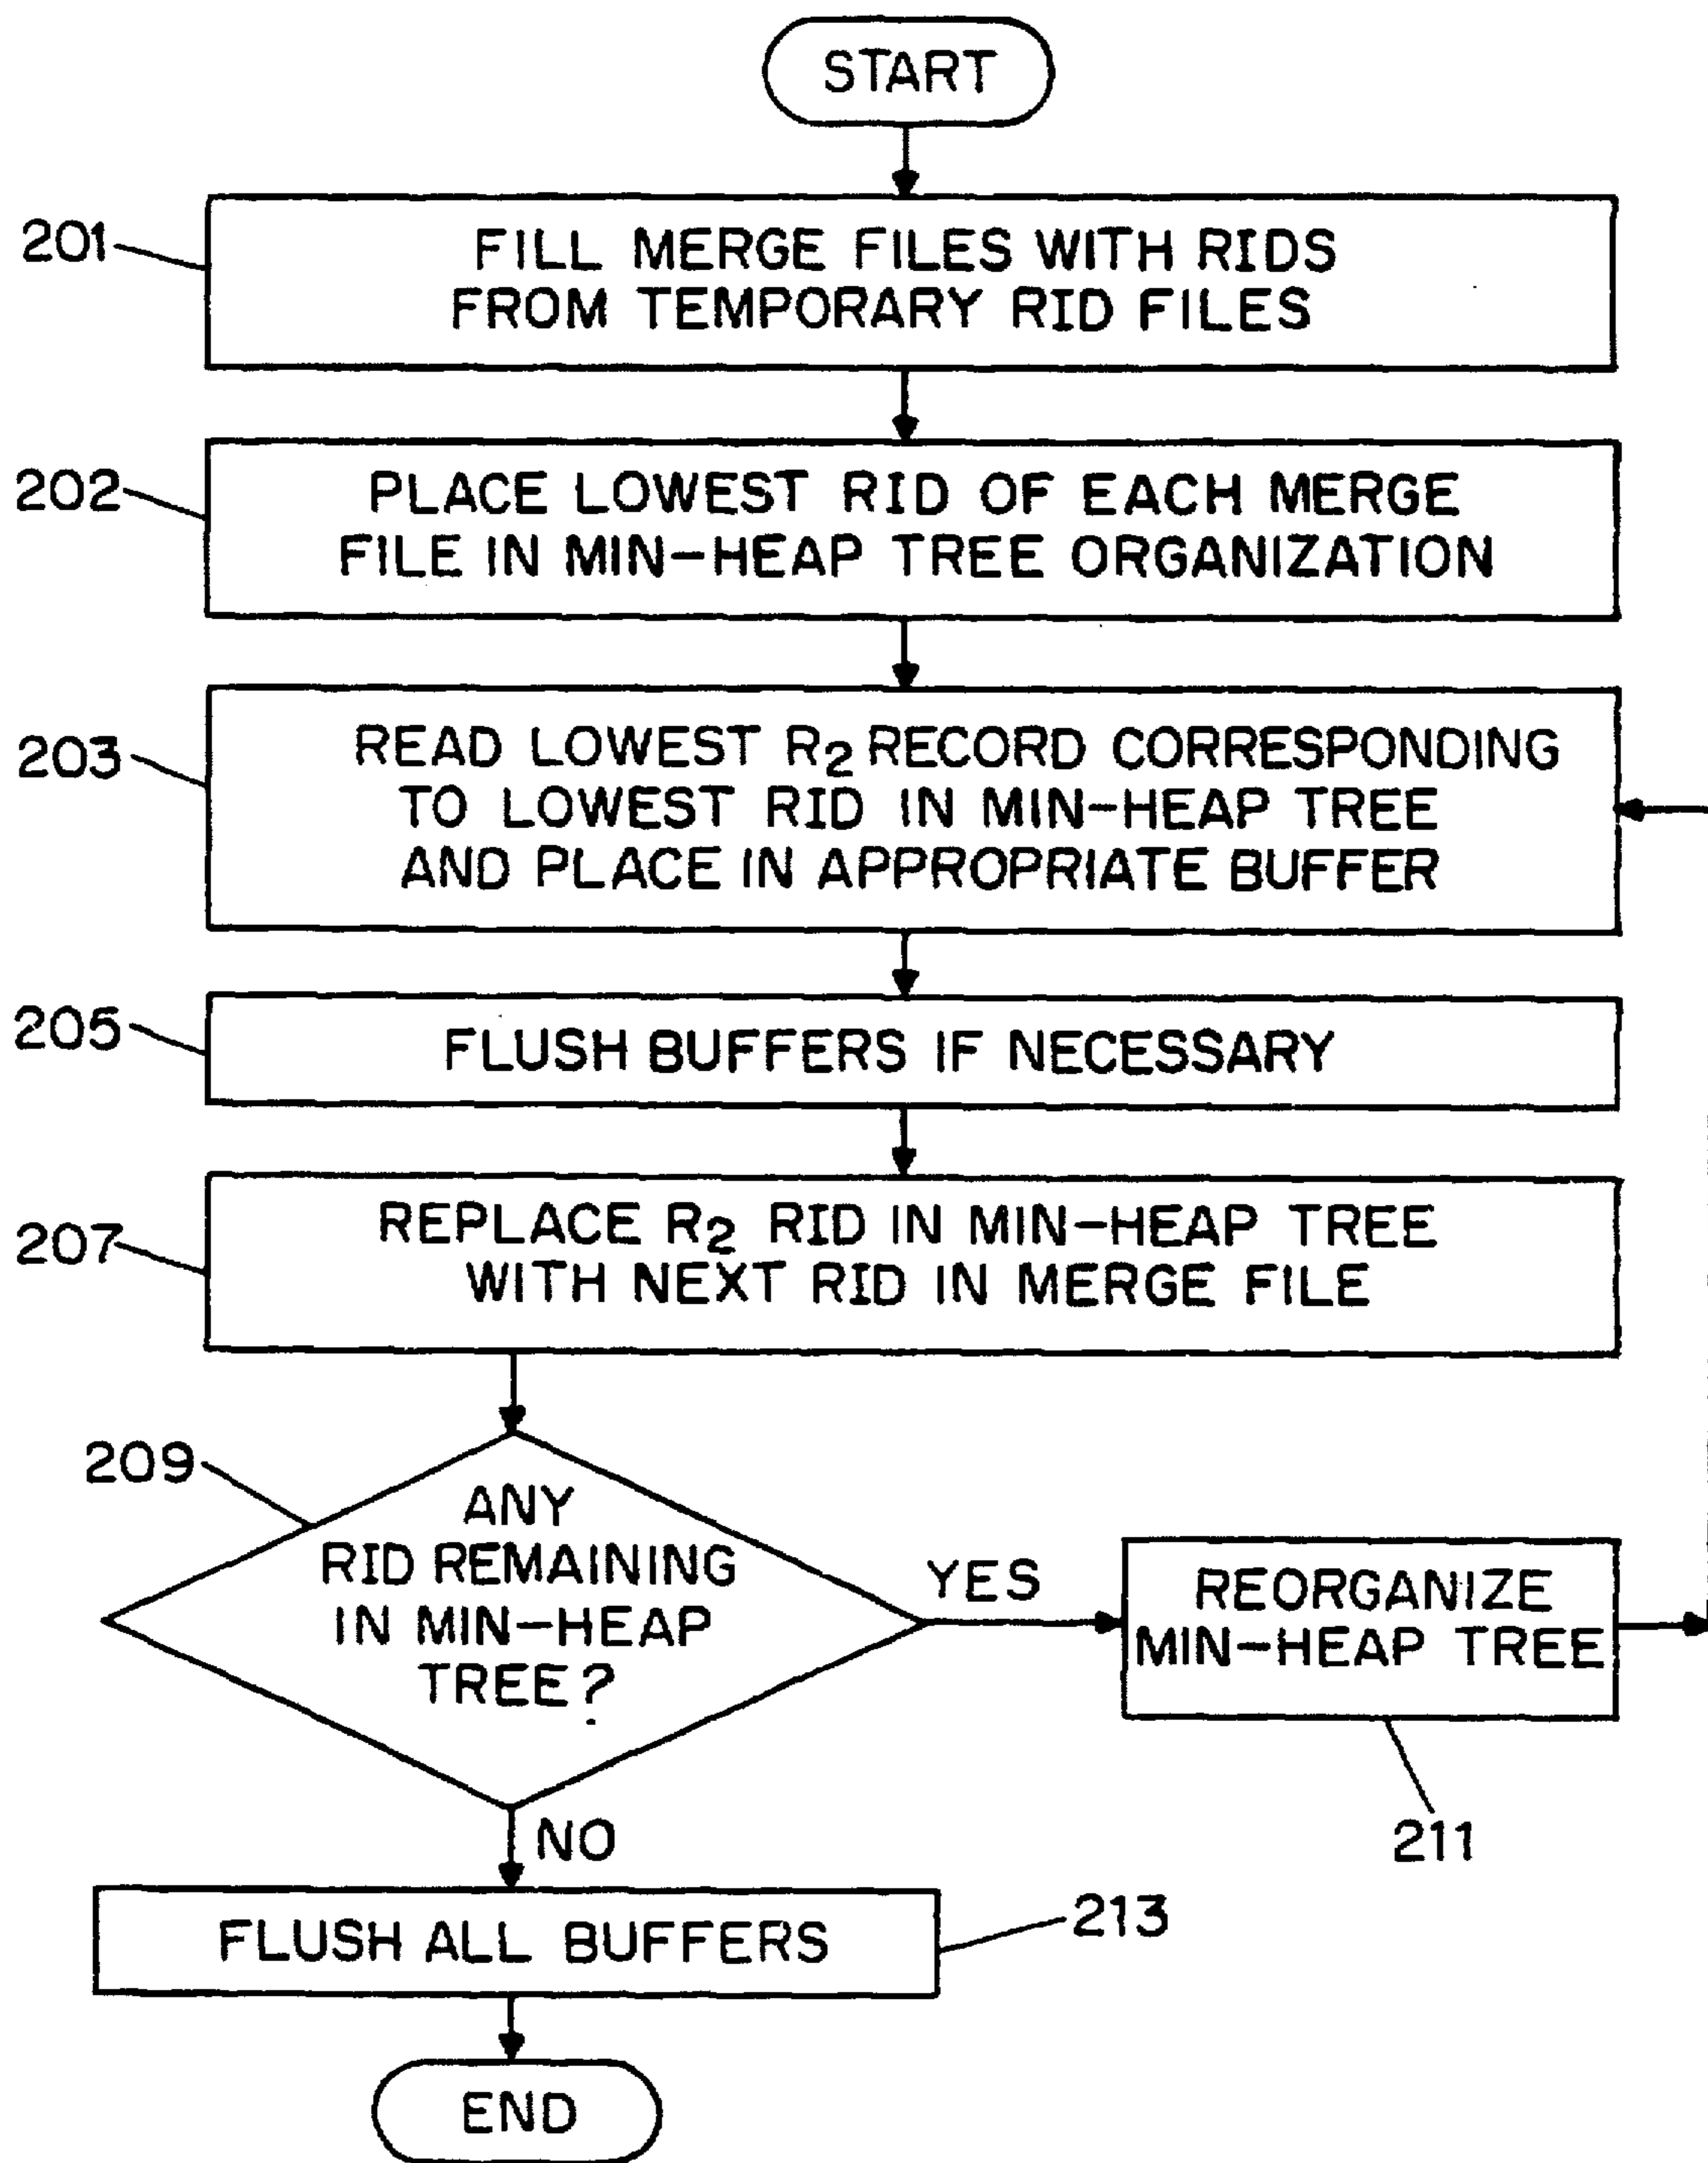 START
201
FILL MERGE FILES WITH RIDS
FROM TEMPORARY RID FILES
202
PLACE LOWEST RID OF EACH MERGE
FILE IN MIN-HEAP TREE ORGANIZATION
203
READ LOWEST R₂ RECORD CORRESPONDING
TO LOWEST RID IN MIN-HEAP TREE
AND PLACE IN APPROPRIATE BUFFER
205
FLUSH BUFFERS IF NECESSARY
207
REPLACE R₂ RID IN MIN-HEAP TREE
WITH NEXT RID IN MERGE FILE
209
ANY
RID REMAINING
IN MIN-HEAP
TREE?
YES
REORGANIZE
MIN-HEAP TREE
211
NO
FLUSH ALL BUFFERS
213
END